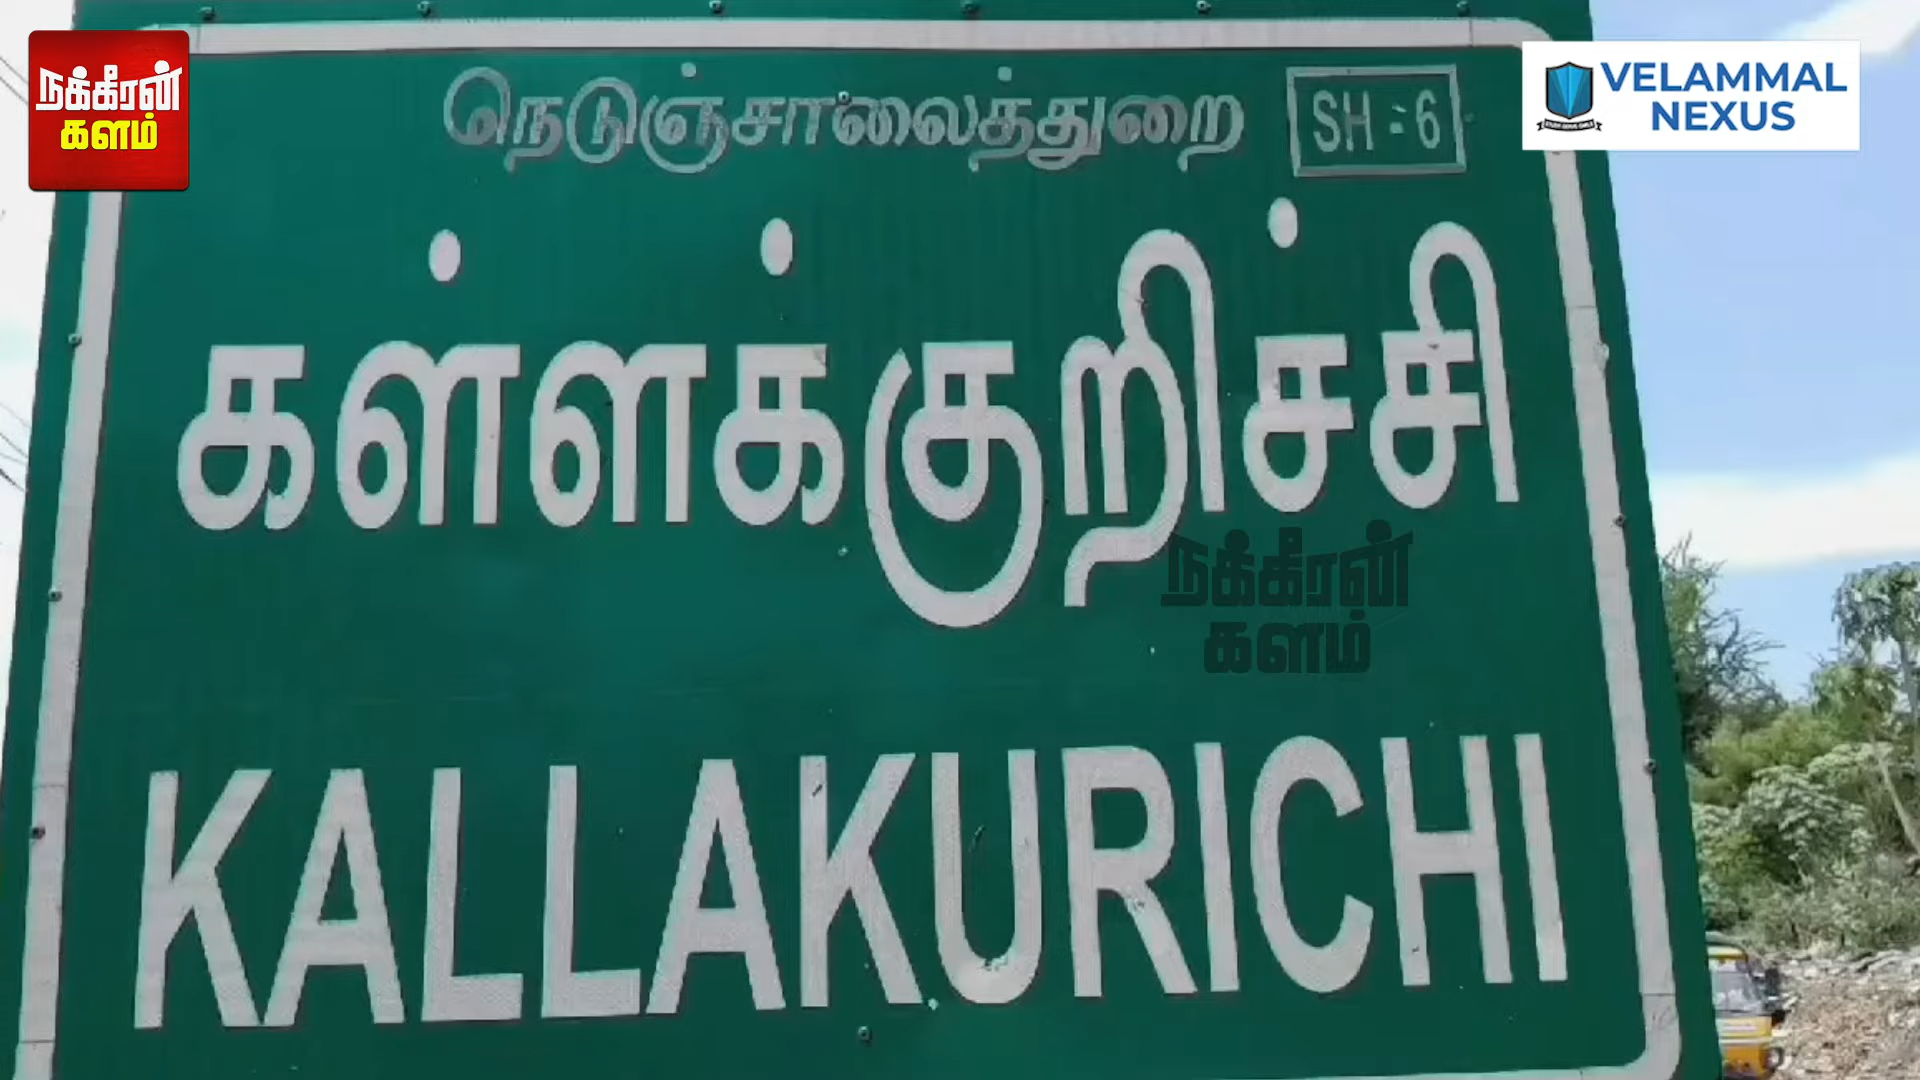 நக்கீரன்
களம்
VELAMMAL
NEXUS
நெடுஞ்சாலைத்துறை SH-6
கள்ளக்குறிச்சி
நக்கீரன்
களம்
KALLAKURICHI